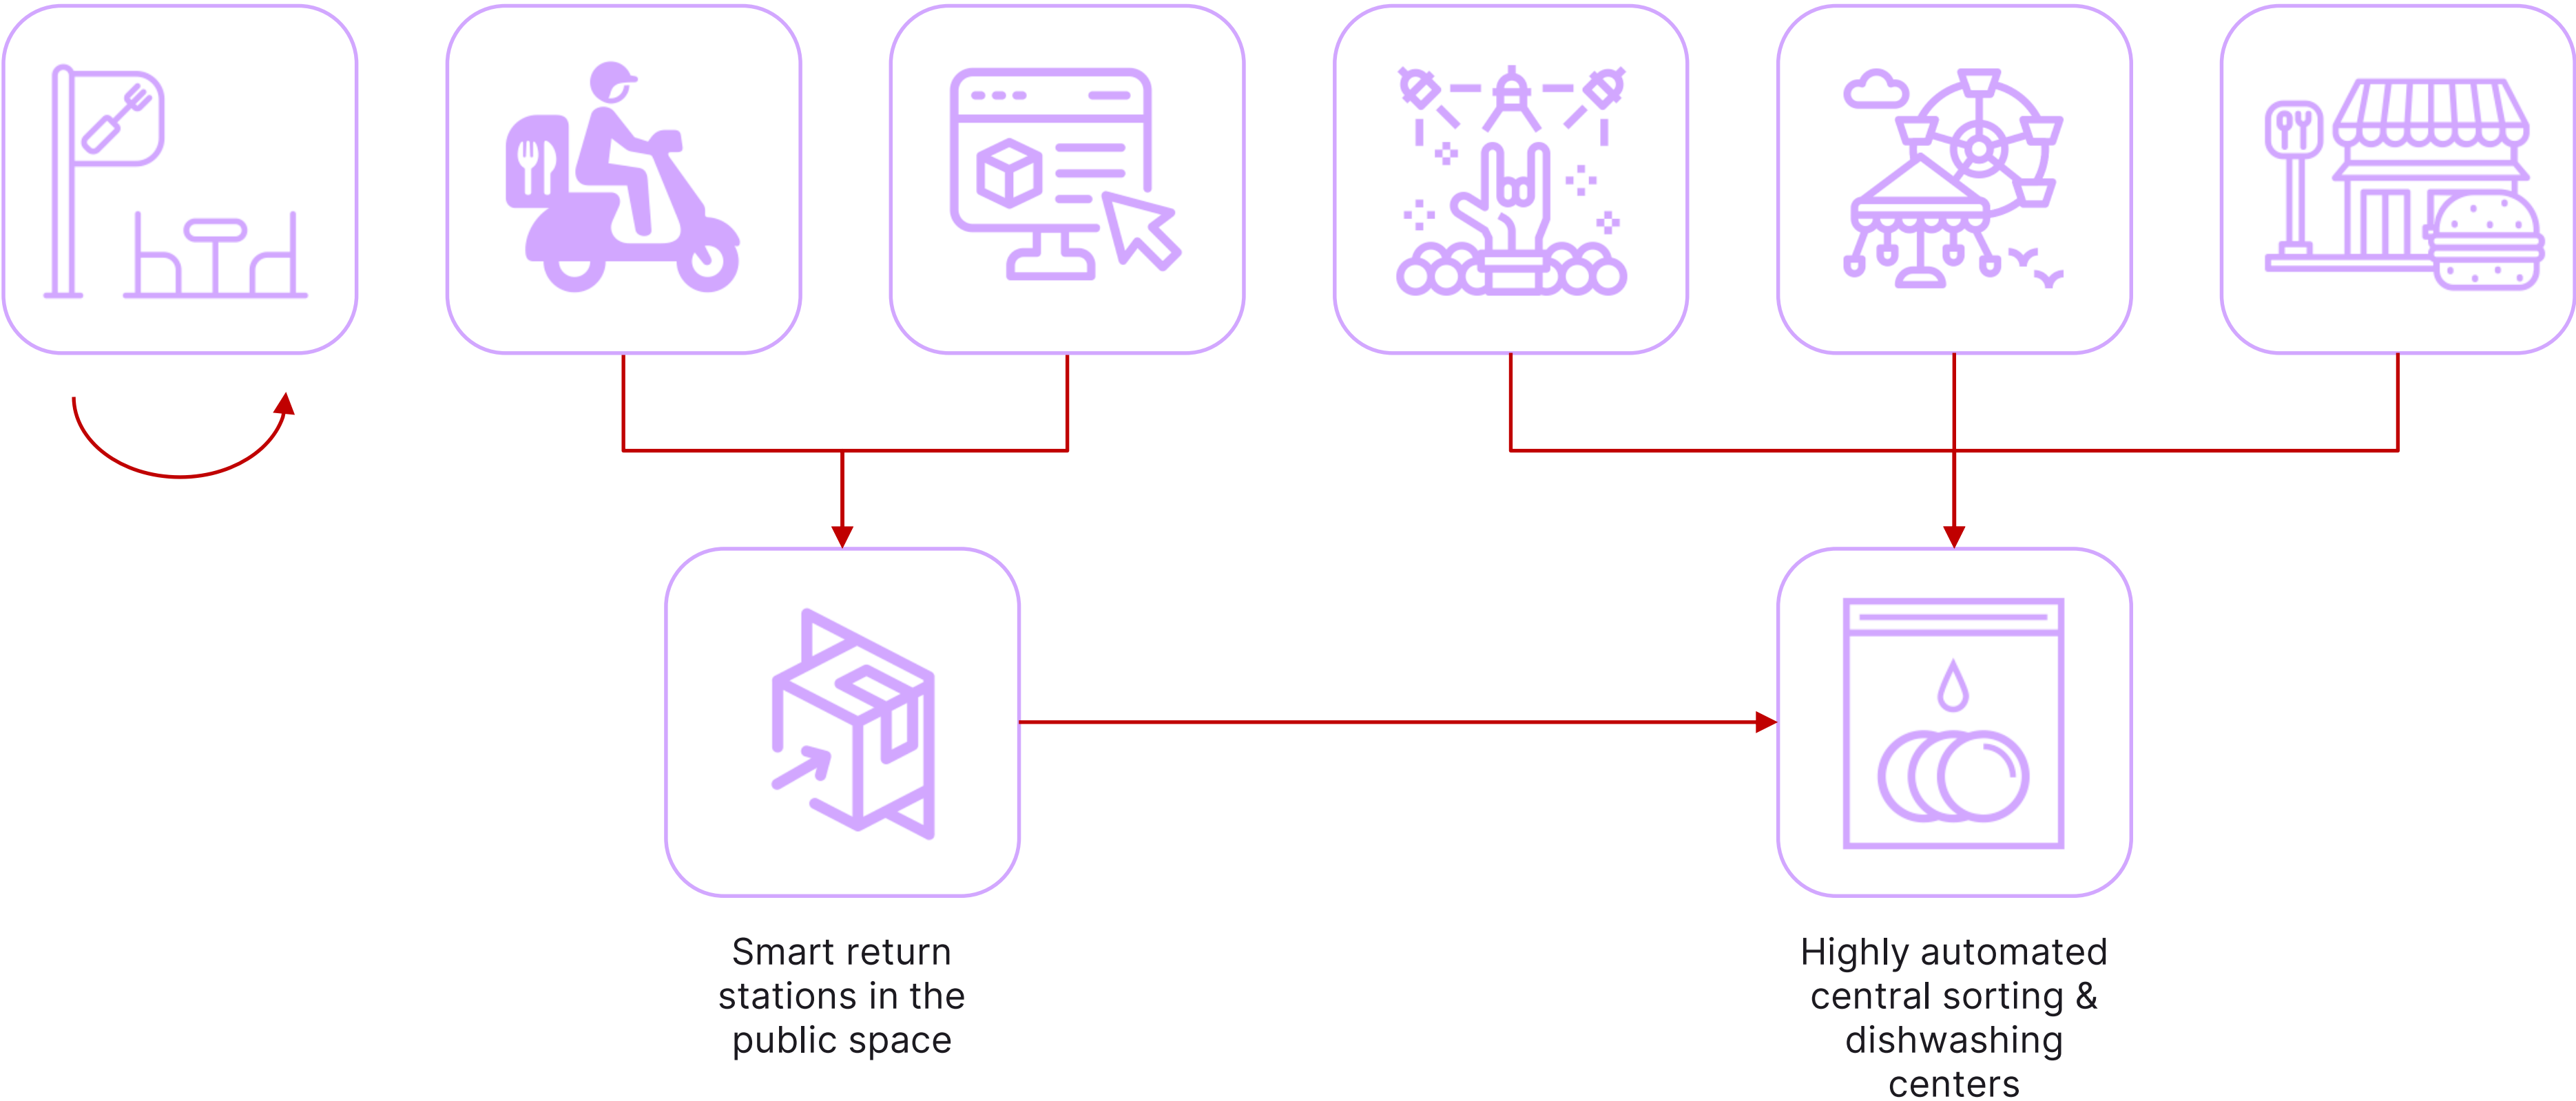 Smart return
stations in the
public space
Highly automated
central sorting &
dishwashing
centers